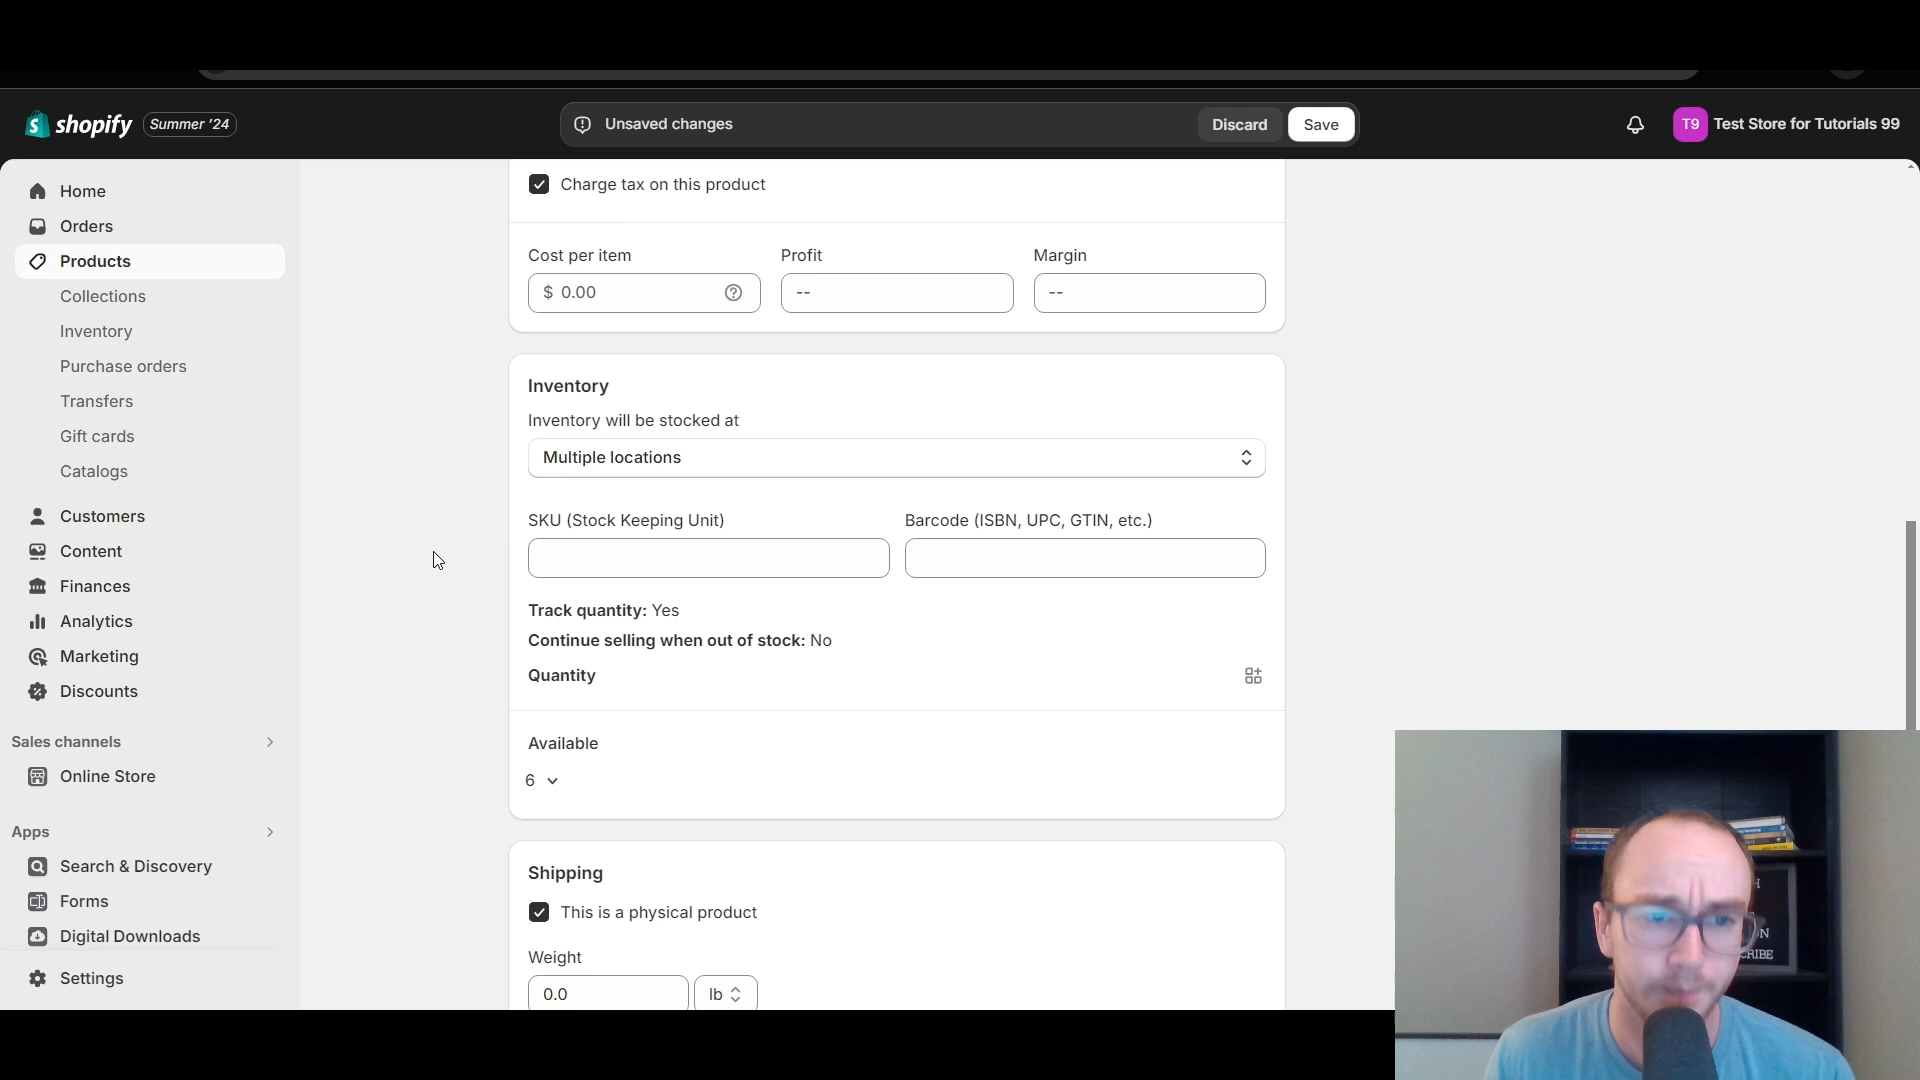 shopify Summer '24
Unsaved changes
Discard
Save
T9 Test Store for Tutorials 99
Home
Orders
Products
Collections
Inventory
Purchase orders
Transfers
Gift cards
Catalogs
Customers
Content
Finances
Analytics
Marketing
Discounts
Sales channels
Online Store
Apps
Search & Discovery
Forms
Digital Downloads
Settings
Charge tax on this product
Cost per item Profit Margin
$ 0.00 -- --
Inventory
Inventory will be stocked at
Multiple locations
SKU (Stock Keeping Unit) Barcode (ISBN, UPC, GTIN, etc.)
Track quantity: Yes
Continue selling when out of stock: No
Quantity
Available
6
Shipping
This is a physical product
Weight
0.0 lb